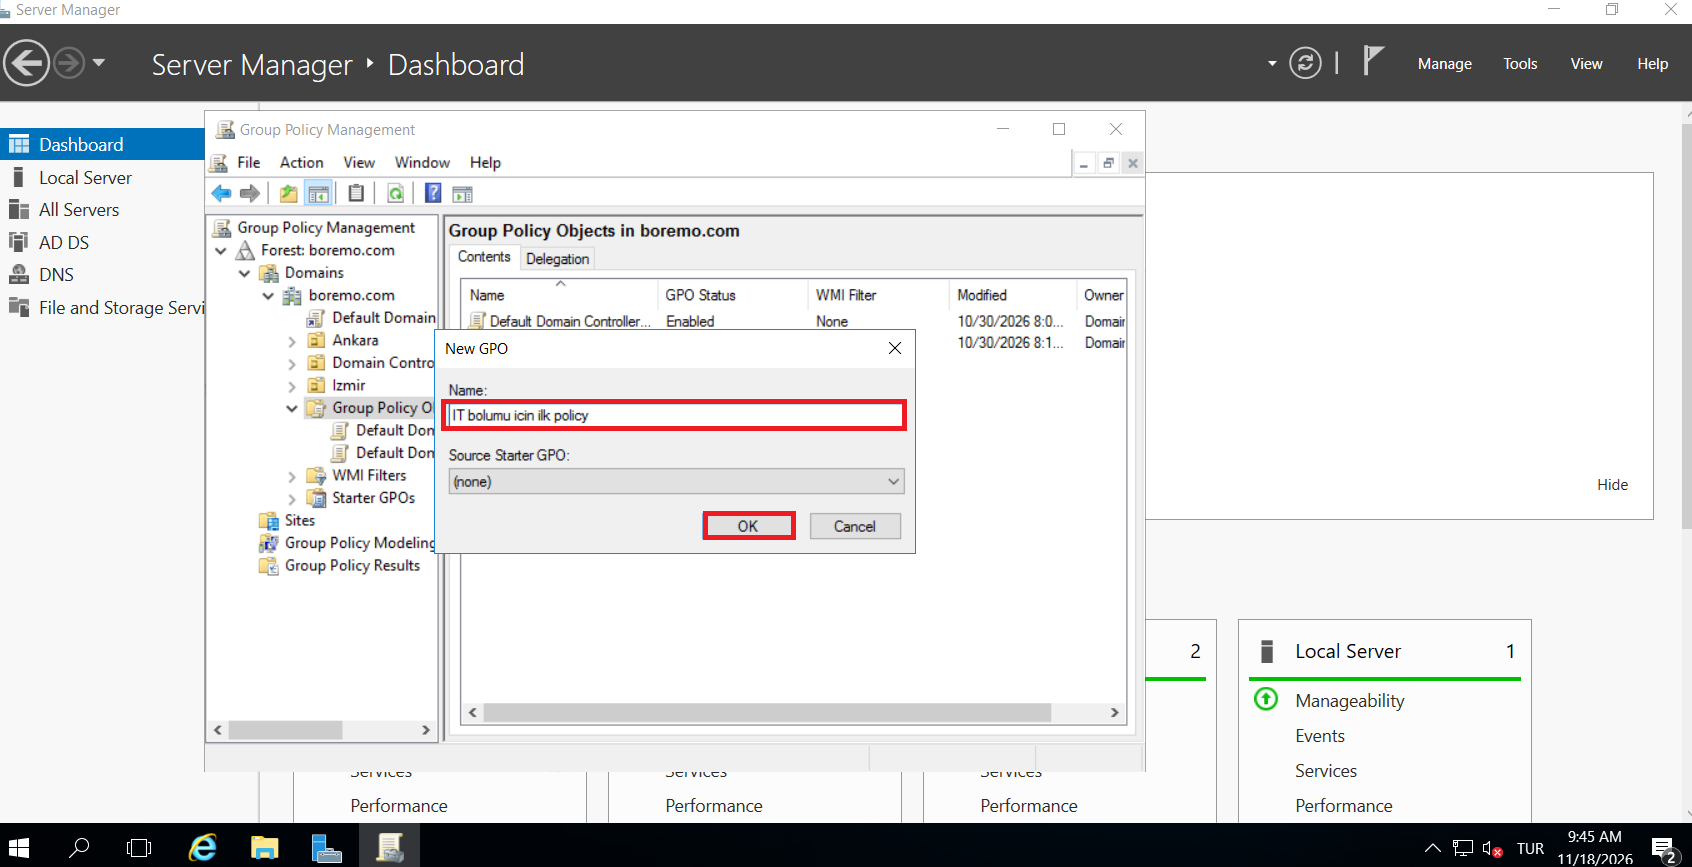 Server Manager
Server Manager ‣ Dashboard
Manage Tools View Help
Dashboard
Local Server
All Servers
AD DS
DNS
File and Storage Servi
Group Policy Management
File Action View Window Help
Group Policy Management
Forest: boremo.com
Domains
boremo.com
Default Domain
Ankara
Domain Contro
Izmir
Group Policy O
Default Don
Default Don
WMI Filters
Starter GPOs
Sites
Group Policy Modeling
Group Policy Results
Group Policy Objects in boremo.com
Contents Delegation
Name GPO Status WMI Filter Modified Owner
Default Domain Controller... Enabled None 10/30/2026 8:0... Domair
10/30/2026 8:1... Domair
New GPO
Name:
IT bolumu icin ilk policy
Source Starter GPO:
(none)
OK Cancel
Hide
2
Local Server 1
Manageability
Events
Services Services Services Services
Performance Performance Performance Performance
TUR
9:45 AM
11/18/2026
2